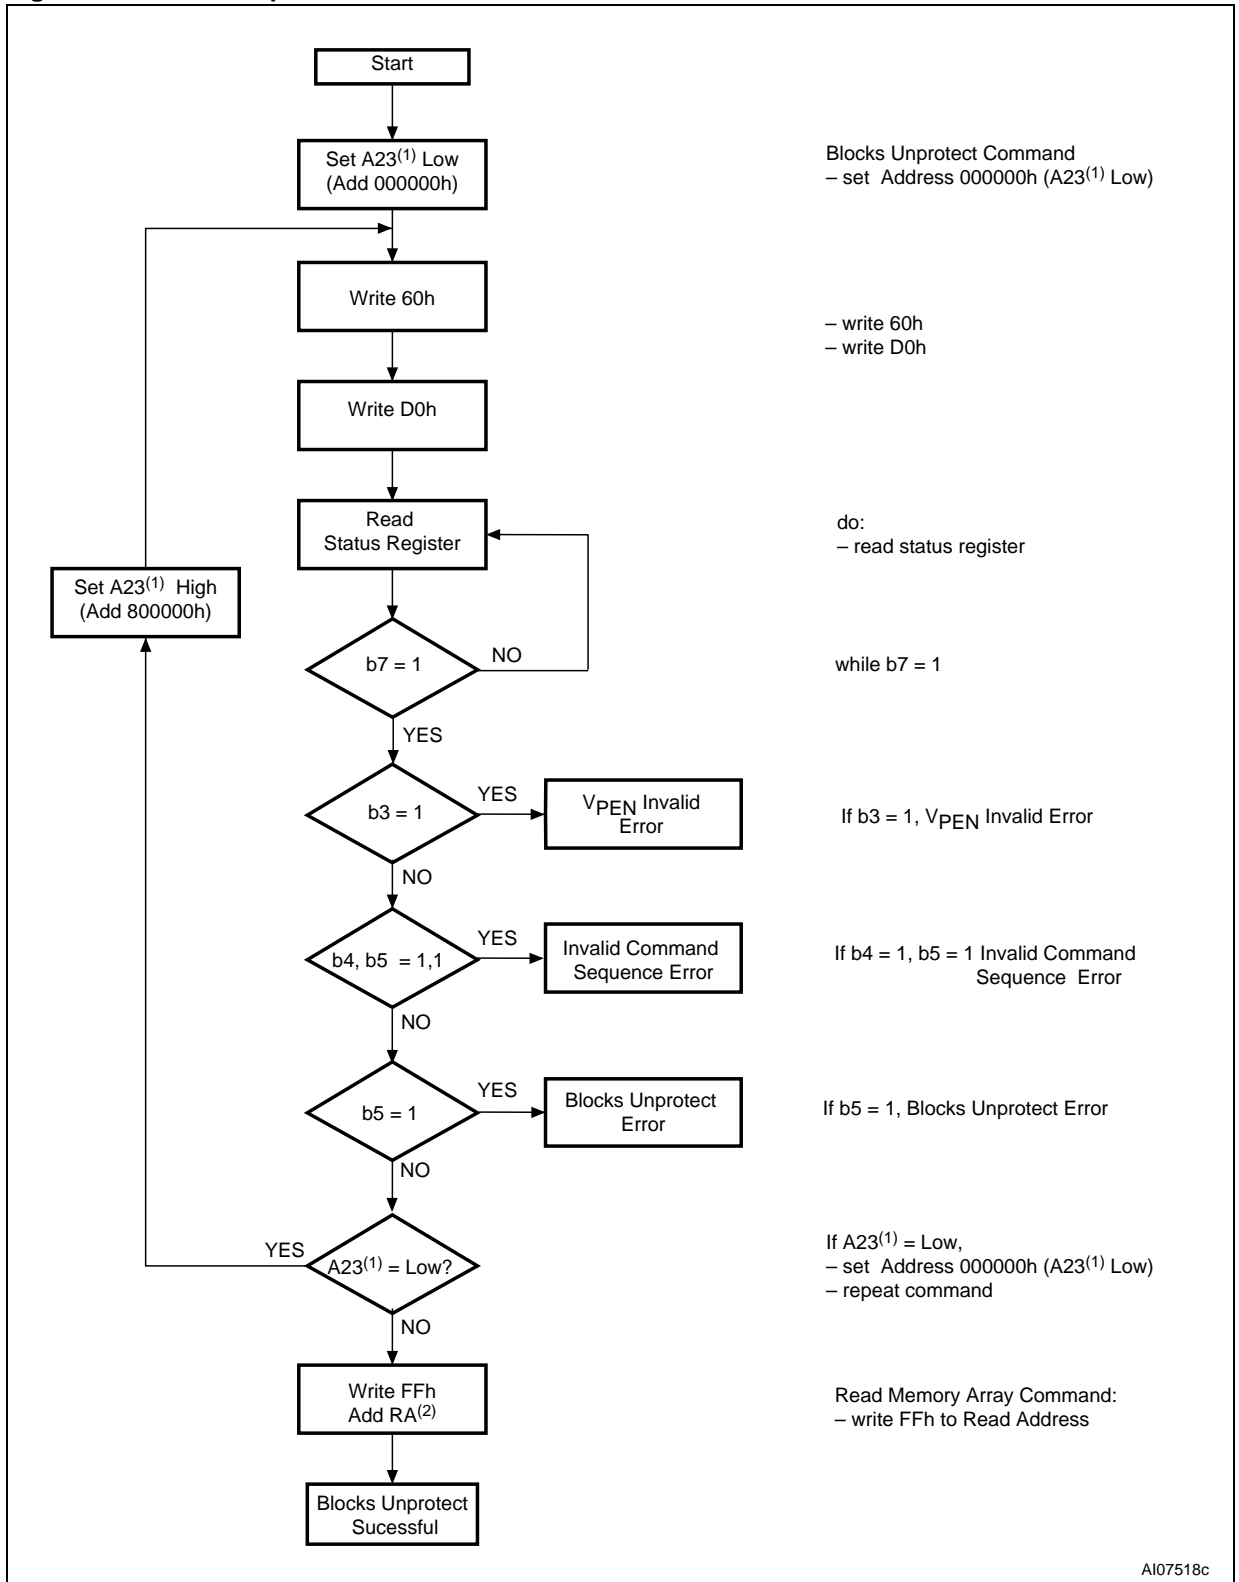 Start
Set A23(1) Low
(Add 000000h)
Blocks Unprotect Command
– set Address 000000h (A23(1) Low)
Write 60h
– write 60h
– write D0h
Write D0h
Read
Status Register
do:
– read status register
Set A23(1) High
(Add 800000h)
b7 = 1
NO
while b7 = 1
YES
b3 = 1
YES
VPEN Invalid
Error
If b3 = 1, VPEN Invalid Error
NO
b4, b5 = 1,1
YES
Invalid Command
Sequence Error
If b4 = 1, b5 = 1 Invalid Command
Sequence Error
NO
b5 = 1
YES
Blocks Unprotect
Error
If b5 = 1, Blocks Unprotect Error
NO
YES
A23(1) = Low?
If A23(1) = Low,
– set Address 000000h (A23(1) Low)
– repeat command
NO
Write FFh
Add RA(2)
Read Memory Array Command:
– write FFh to Read Address
Blocks Unprotect
Sucessful
AI07518c